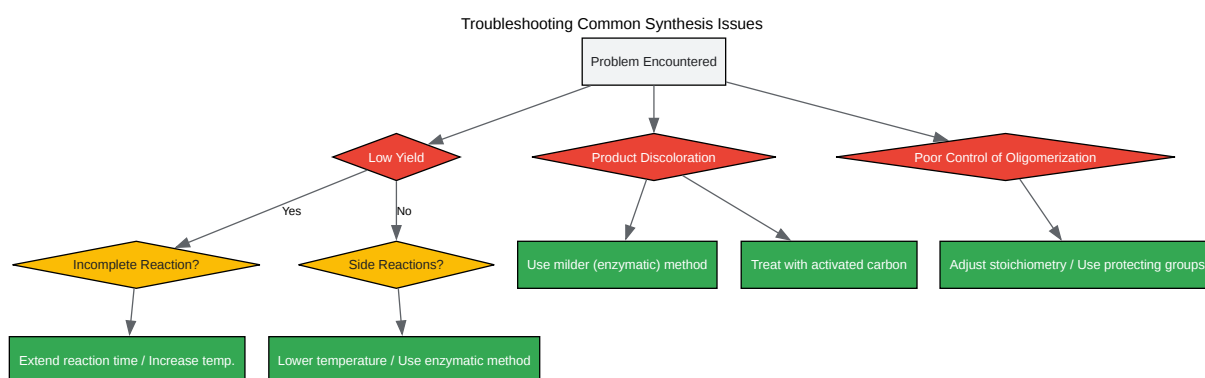 Troubleshooting Common Synthesis Issues
Problem Encountered
Low Yield
Product Discoloration
Poor Control of Oligomerization
Yes
No
Incomplete Reaction?
Side Reactions?
Use milder (enzymatic) method
Treat with activated carbon
Adjust stoichiometry / Use protecting groups
Extend reaction time / Increase temp.
Lower temperature / Use enzymatic method